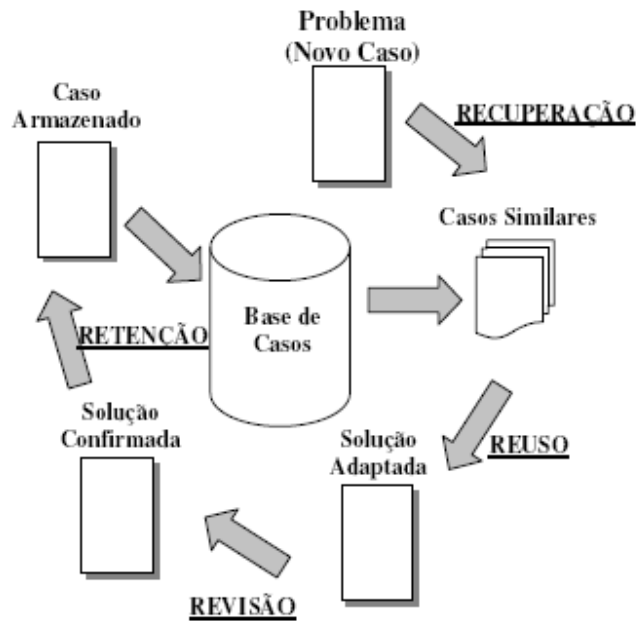 Problema
(Novo Caso)
Caso
Armazenado
RECUPERAÇÃO
Casos Similares
Base de
Casos
RETENÇÃO
Solução
Confirmada
Solução
Adaptada
REUSO
REVISÃO